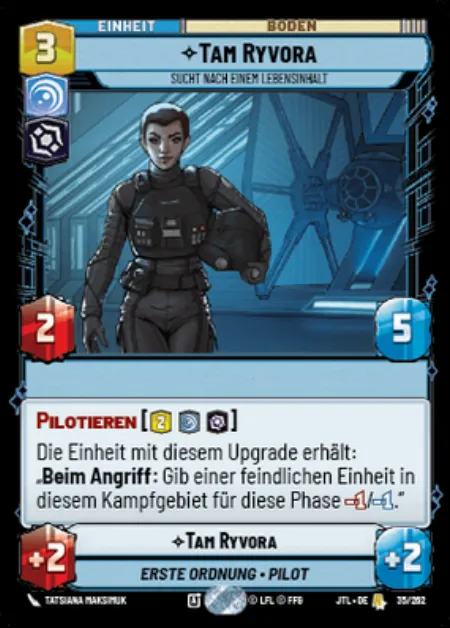 EINHEIT
BODEN
3
TAM RYVORA
SUCHT NACH EINEM LEBENSINHALT
2
5
PILOTIEREN [2]
Die Einheit mit diesem Upgrade erhält:
„Beim Angriff: Gib einer feindlichen Einheit in
diesem Kampfgebiet für diese Phase -1/-1.“
+2
TAM RYVORA
+2
ERSTE ORDNUNG • PILOT
TATSIANA MAKSIMUK
© LFL © FFG
JTL • DE
35/262